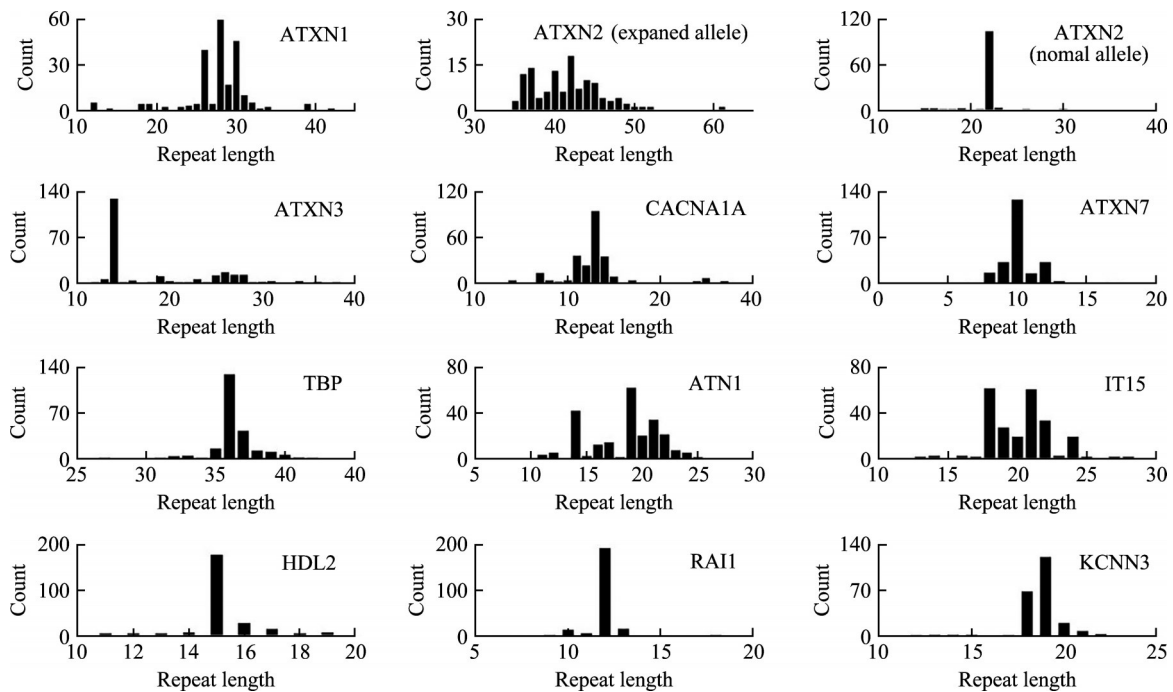 60 30 0 Count ATXN1 10 20 30 40 Repeat length
30 15 0 Count ATXN2 (expaned allele) 30 40 50 60 Repeat length
120 60 0 Count ATXN2
(nomal allele) 10 20 30 40 Repeat length
140 70 0 Count ATXN3 10 20 30 40 Repeat length
120 60 0 Count CACNA1A 10 10 20 40 Repeat length
140 70 0 Count ATXN7 0 10 20 Repeat length
140 70 0 Count TBP 25 30 35 40 45 Repeat length
80 40 0 Count ATN1 5 10 15 20 25 30 Repeat length
80 40 0 Count IT15 10 15 20 25 30 Repeat length
200 100 0 Count HDL2 10 12 14 16 18 20 Repeat length
200 100 0 Count RAI1 10 15 20 Repeat length
140 70 0 Count KCNN3 10 15 20 25 Repeat length